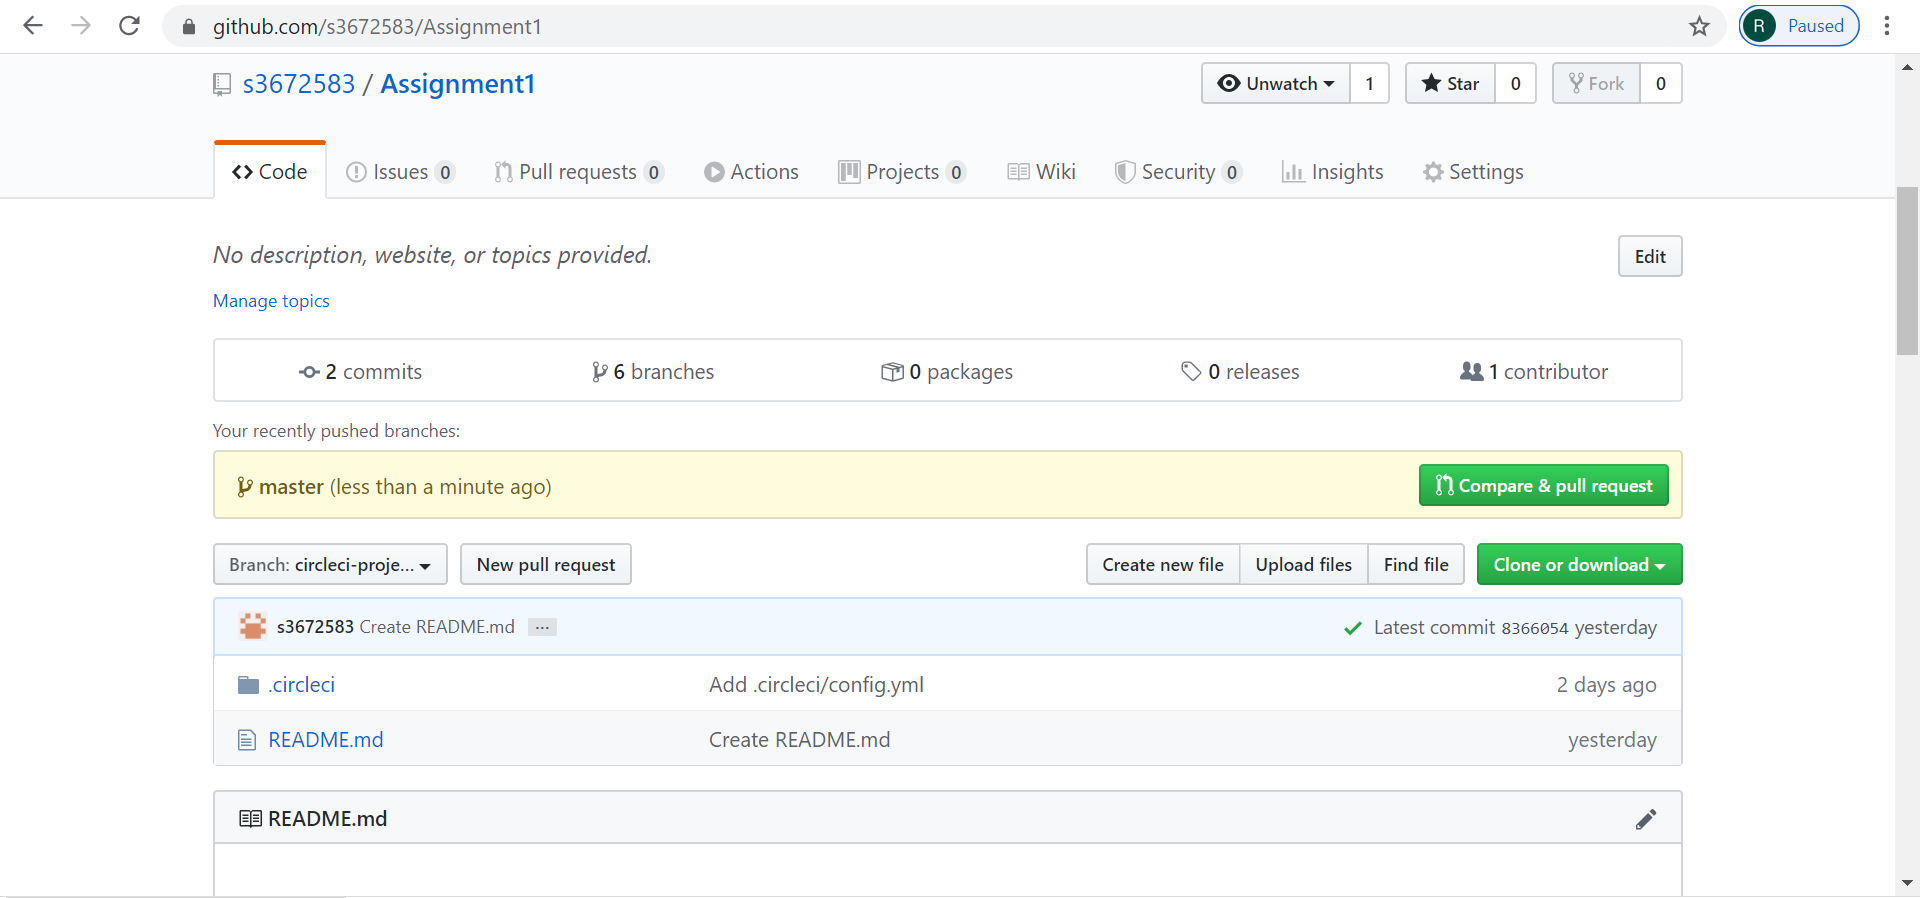 github.com/s3672583/Assignment1
R Paused
s3672583 / Assignment1
Unwatch 1 Star 0 Fork 0
Code Issues 0 Pull requests 0 Actions Projects 0 Wiki Security 0 Insights Settings
No description, website, or topics provided.
Edit
Manage topics
2 commits 6 branches 0 packages 0 releases 1 contributor
Your recently pushed branches:
master (less than a minute ago) Compare & pull request
Branch: circleci-proje... New pull request Create new file Upload files Find file Clone or download
s3672583 Create README.md ... Latest commit 8366054 yesterday
.circleci Add .circleci/config.yml 2 days ago
README.md Create README.md yesterday
README.md